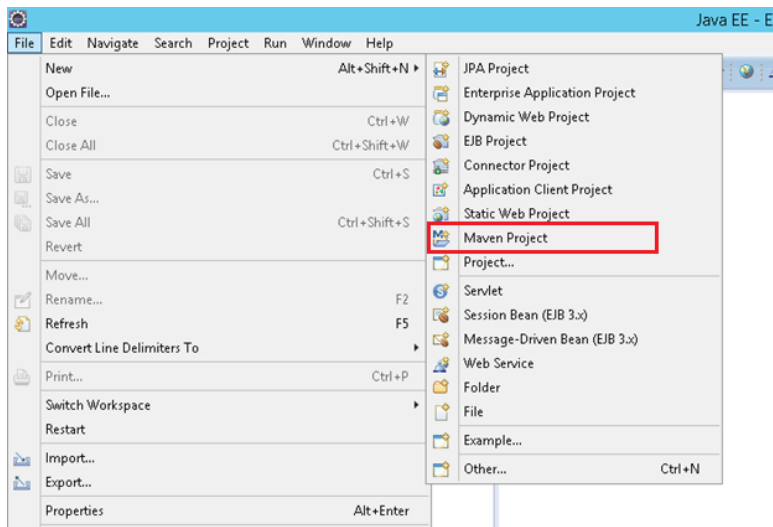 Java EE - E
File Edit Navigate Search Project Run Window Help
New Alt+Shift+N
Open File...
Close Ctrl+W
Close All Ctrl+Shift+W
Save Ctrl+S
Save As...
Save All Ctrl+Shift+S
Revert
Move...
Rename... F2
Refresh F5
Convert Line Delimiters To
Print... Ctrl+P
Switch Workspace
Restart
Import...
Export...
Properties Alt+Enter
JPA Project
Enterprise Application Project
Dynamic Web Project
EJB Project
Connector Project
Application Client Project
Static Web Project
Maven Project
Project...
Servlet
Session Bean (EJB 3.x)
Message-Driven Bean (EJB 3.x)
Web Service
Folder
File
Example...
Other... Ctrl+N